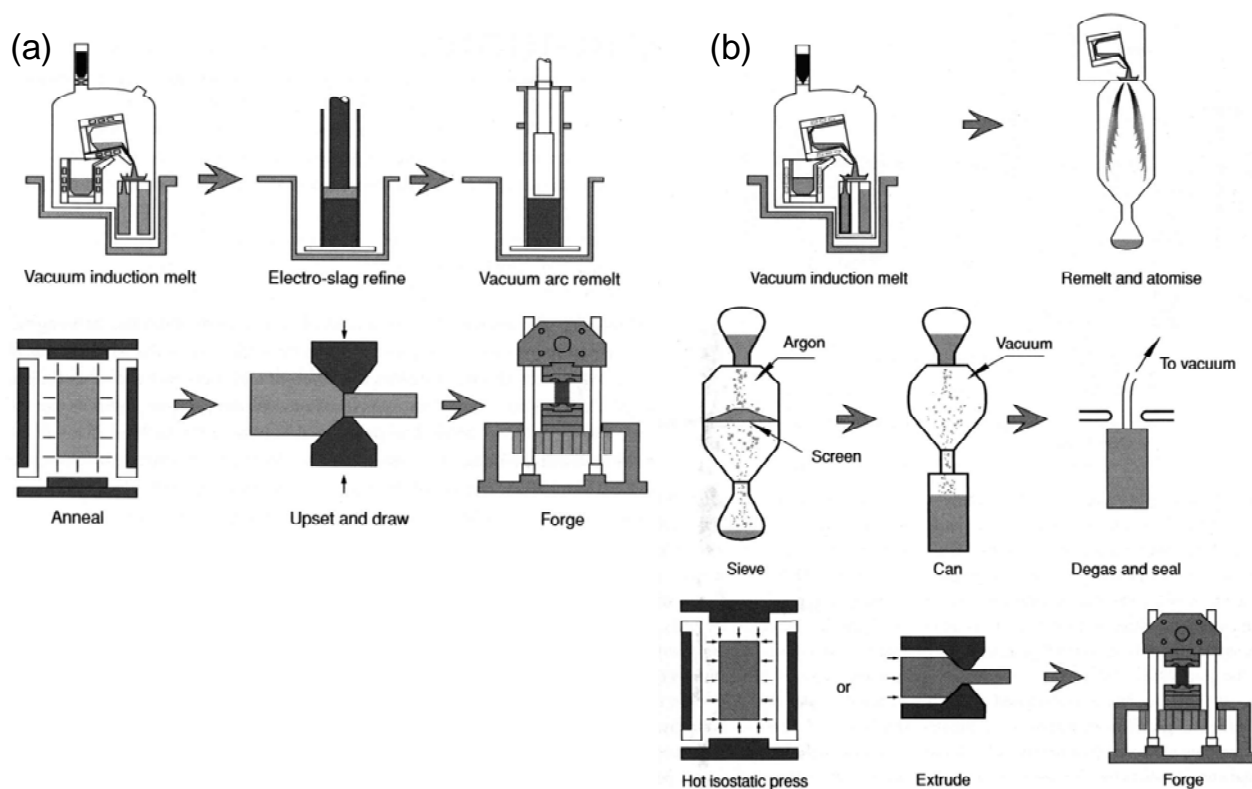 (a)
Vacuum induction melt
Electro-slag refine
Vacuum arc remelt
Anneal
Upset and draw
Forge
(b)
Vacuum induction melt
Remelt and atomise
Argon
Screen
Vacuum
To vacuum
Sieve
Can
Degas and seal
or
Hot isostatic press
Extrude
Forge